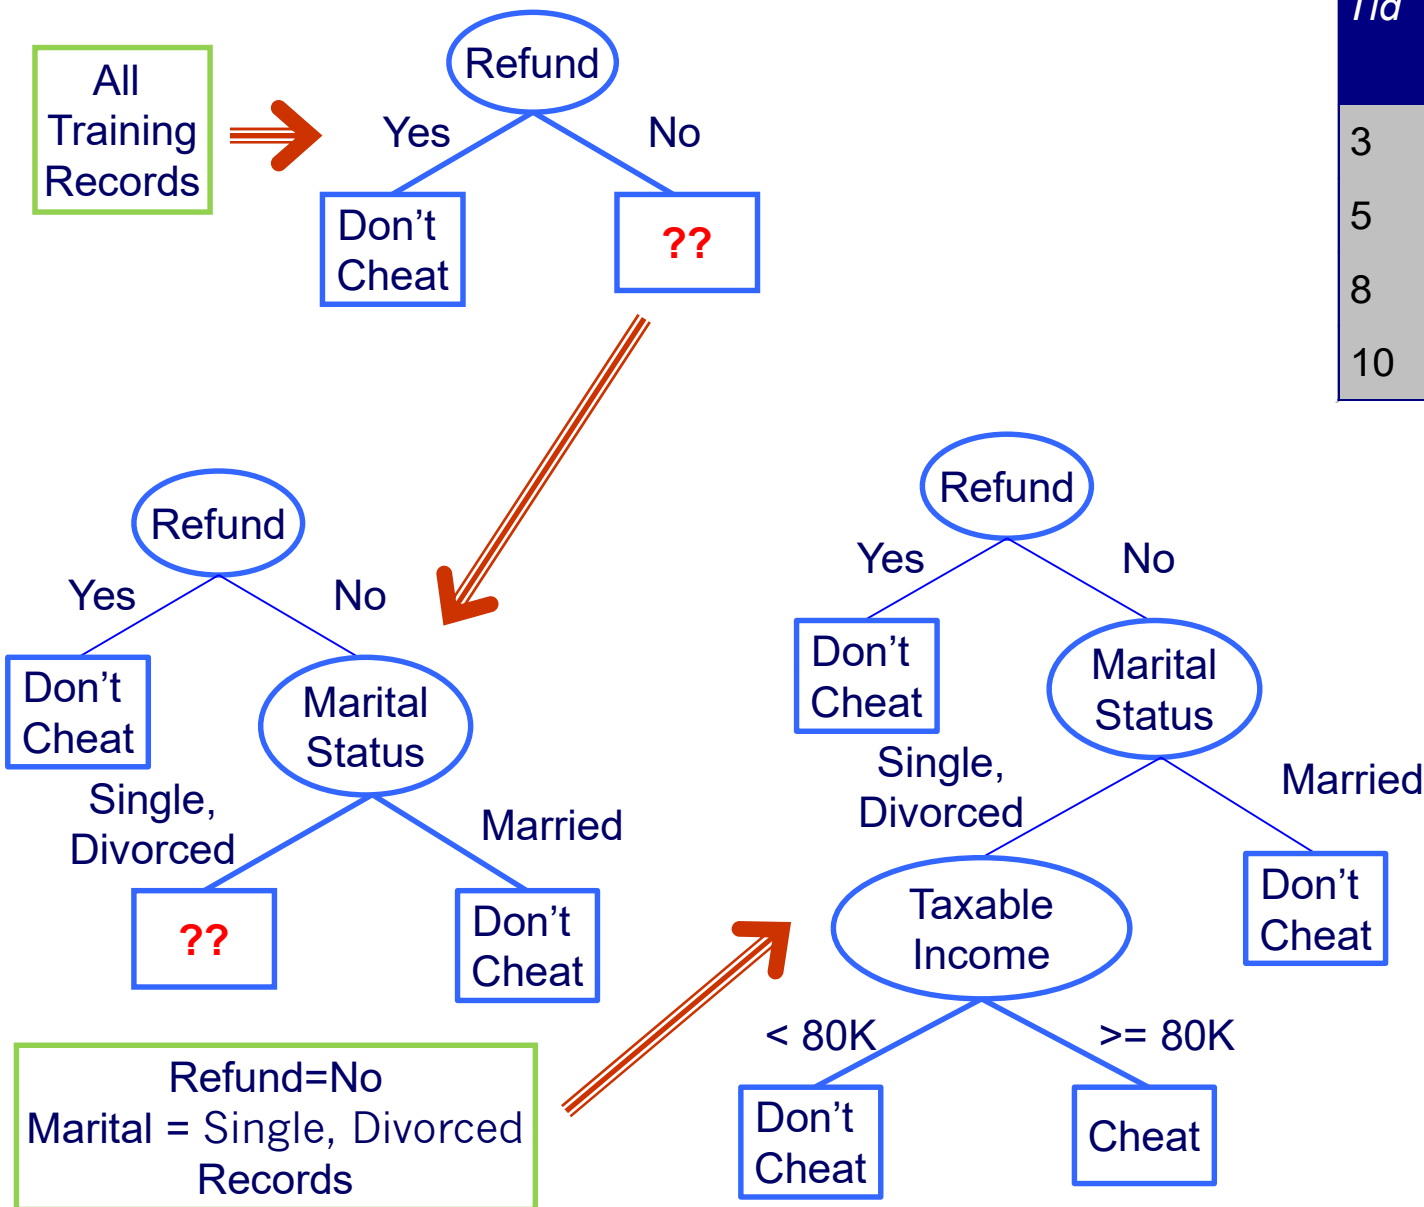 All
Training
Records
Refund
Yes
No
Don't
Cheat
??
Tid
3
5
8
10
Refund
Yes
No
Don't
Cheat
Marital
Status
Single,
Divorced
Married
??
Don't
Cheat
Refund=No
Marital = Single, Divorced
Records
Refund
Yes
No
Don't
Cheat
Marital
Status
Single,
Divorced
Married
Taxable
Income
Don't
Cheat
< 80K
>= 80K
Don't
Cheat
Cheat